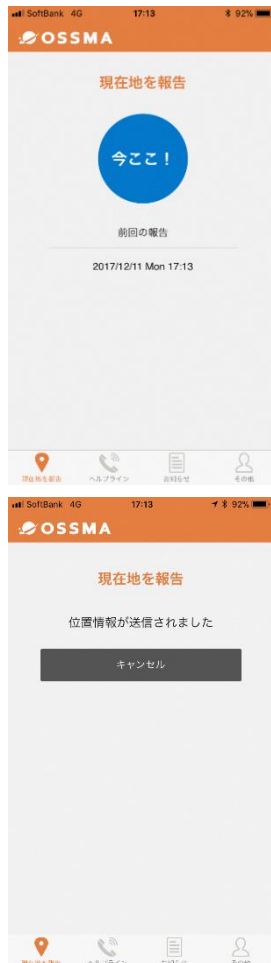 SoftBank 4G 17:13 92%
OSSMA
現在地を報告
今ここ！
前回の報告
2017/12/11 Mon 17:13
現在地を報告 ヘルプライン お知らせ その他
SoftBank 4G 17:13 92%
OSSMA
現在地を報告
位置情報が送信されました
キャンセル